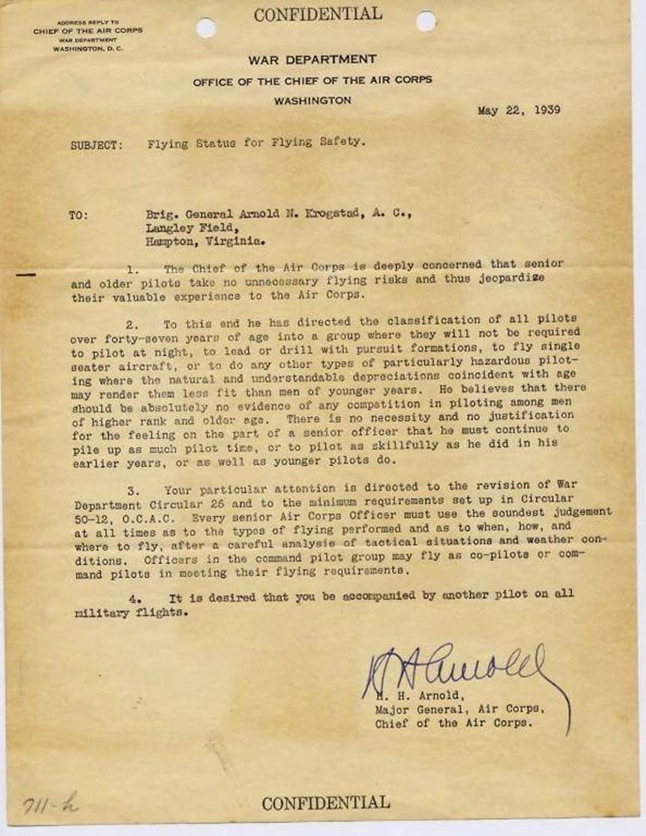 CONFIDENTIAL
ADDRESS REPLY TO
CHIEF OF THE AIR CORPS
WAR DEPARTMENT
WASHINGTON, D. C.
WAR DEPARTMENT
OFFICE OF THE CHIEF OF THE AIR CORPS
WASHINGTON
May 22, 1939
SUBJECT: Flying Status for Flying Safety.
TO: Brig. General Arnold N. Krogstad, A. C.,
Langley Field,
Hampton, Virginia.
1. The Chief of the Air Corps is deeply concerned that senior
and older pilots take no unnecessary flying risks and thus jeopardize
their valuable experience to the Air Corps.
2. To this end he has directed the classification of all pilots
over forty-seven years of age into a group where they will not be required
to pilot at night, to lead or drill with pursuit formations, to fly single
seater aircraft, or to do any other types of particularly hazardous pilot-
ing where the natural and understandable depreciations coincident with age
may render them less fit than men of younger years. He believes that there
should be absolutely no evidence of any competition in piloting among men
of higher rank and older age. There is no necessity and no justification
for the feeling on the part of a senior officer that he must continue to
pile up as much pilot time, or to pilot as skillfully as he did in his
earlier years, or as well as younger pilots do.
3. Your particular attention is directed to the revision of War
Department Circular 26 and to the minimum requirements set up in Circular
50-12, O.C.A.C. Every senior Air Corps Officer must use the soundest judgement
at all times as to the types of flying performed and as to when, how, and
where to fly, after a careful analysis of tactical situations and weather con-
ditions. Officers in the command pilot group may fly as co-pilots or com-
mand pilots in meeting their flying requirements.
4. It is desired that you be accompanied by another pilot on all
military flights.
H H Arnold
H. H. Arnold,
Major General, Air Corps,
Chief of the Air Corps.
711-h
CONFIDENTIAL